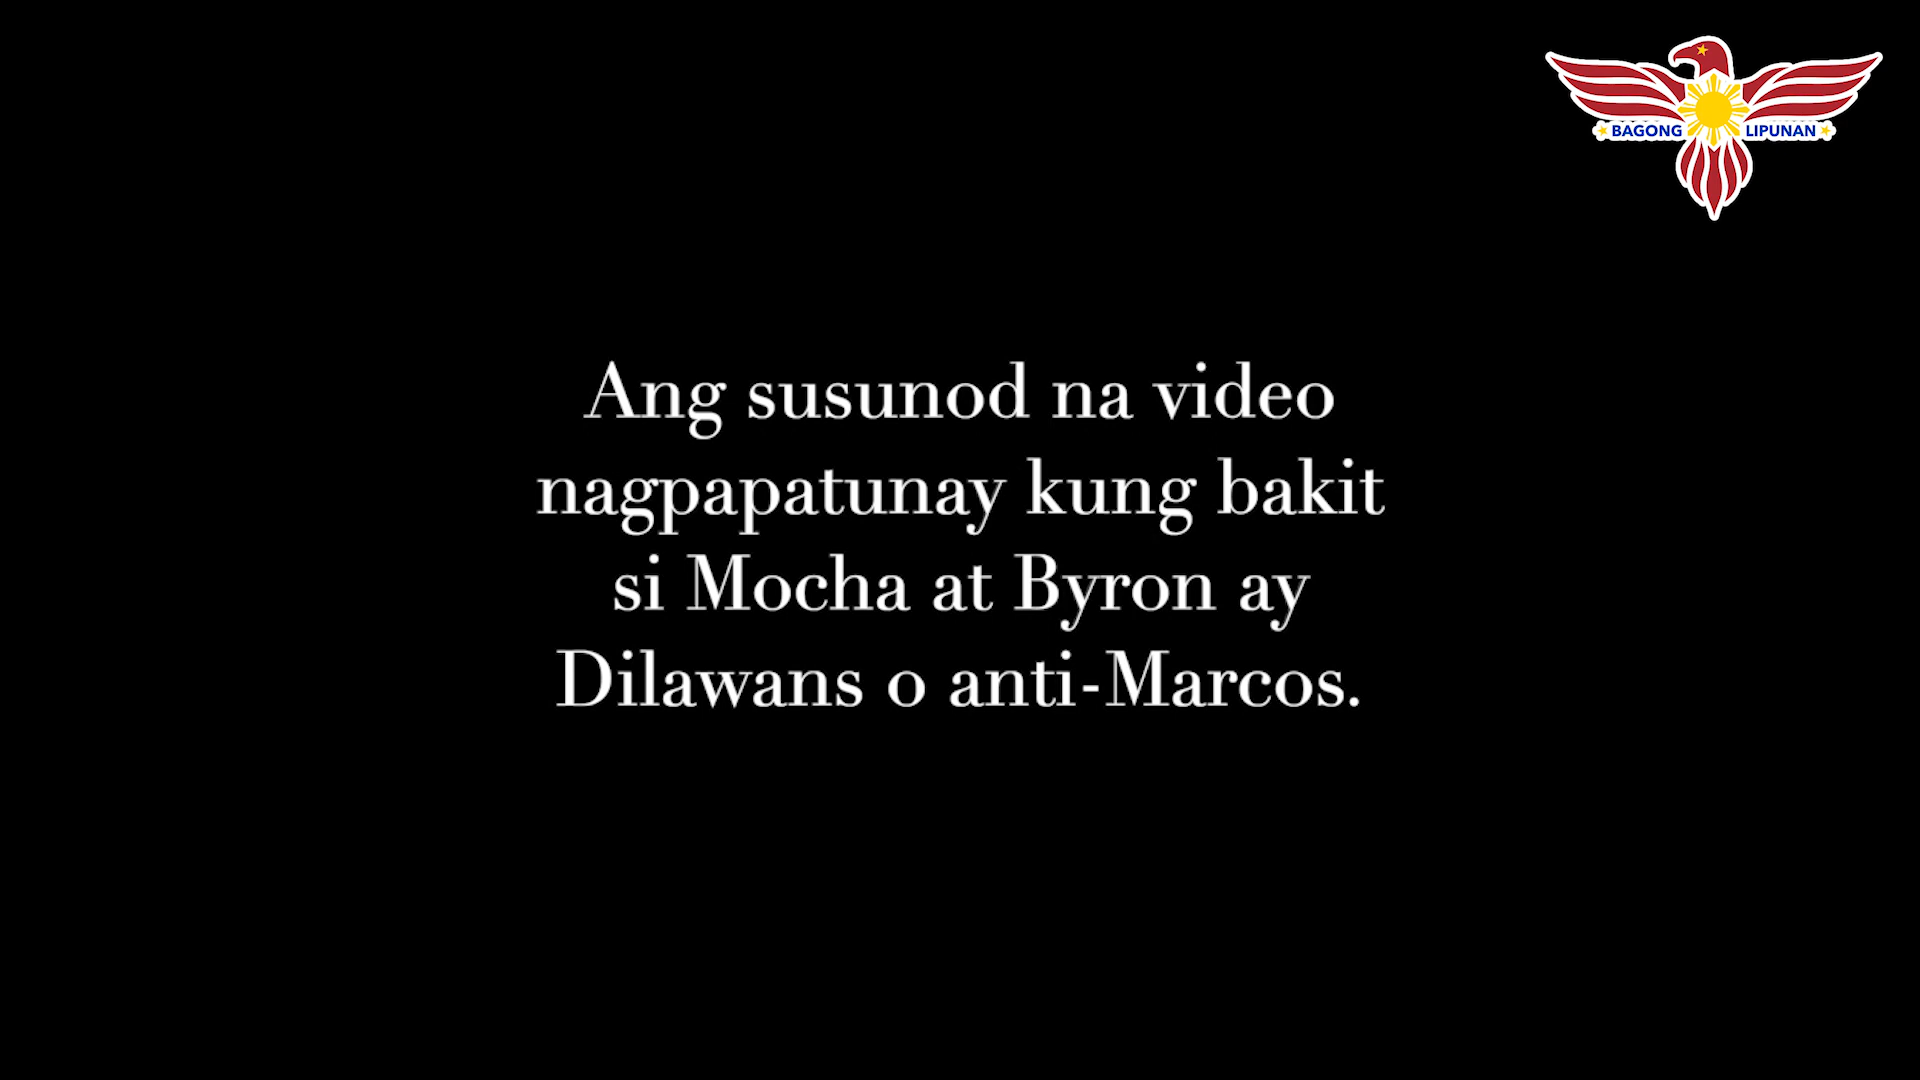 BAGONG LIPUNAN
Ang susunod na video
nagpapatunay kung bakit
si Mocha at Byron ay
Dilawans o anti-Marcos.